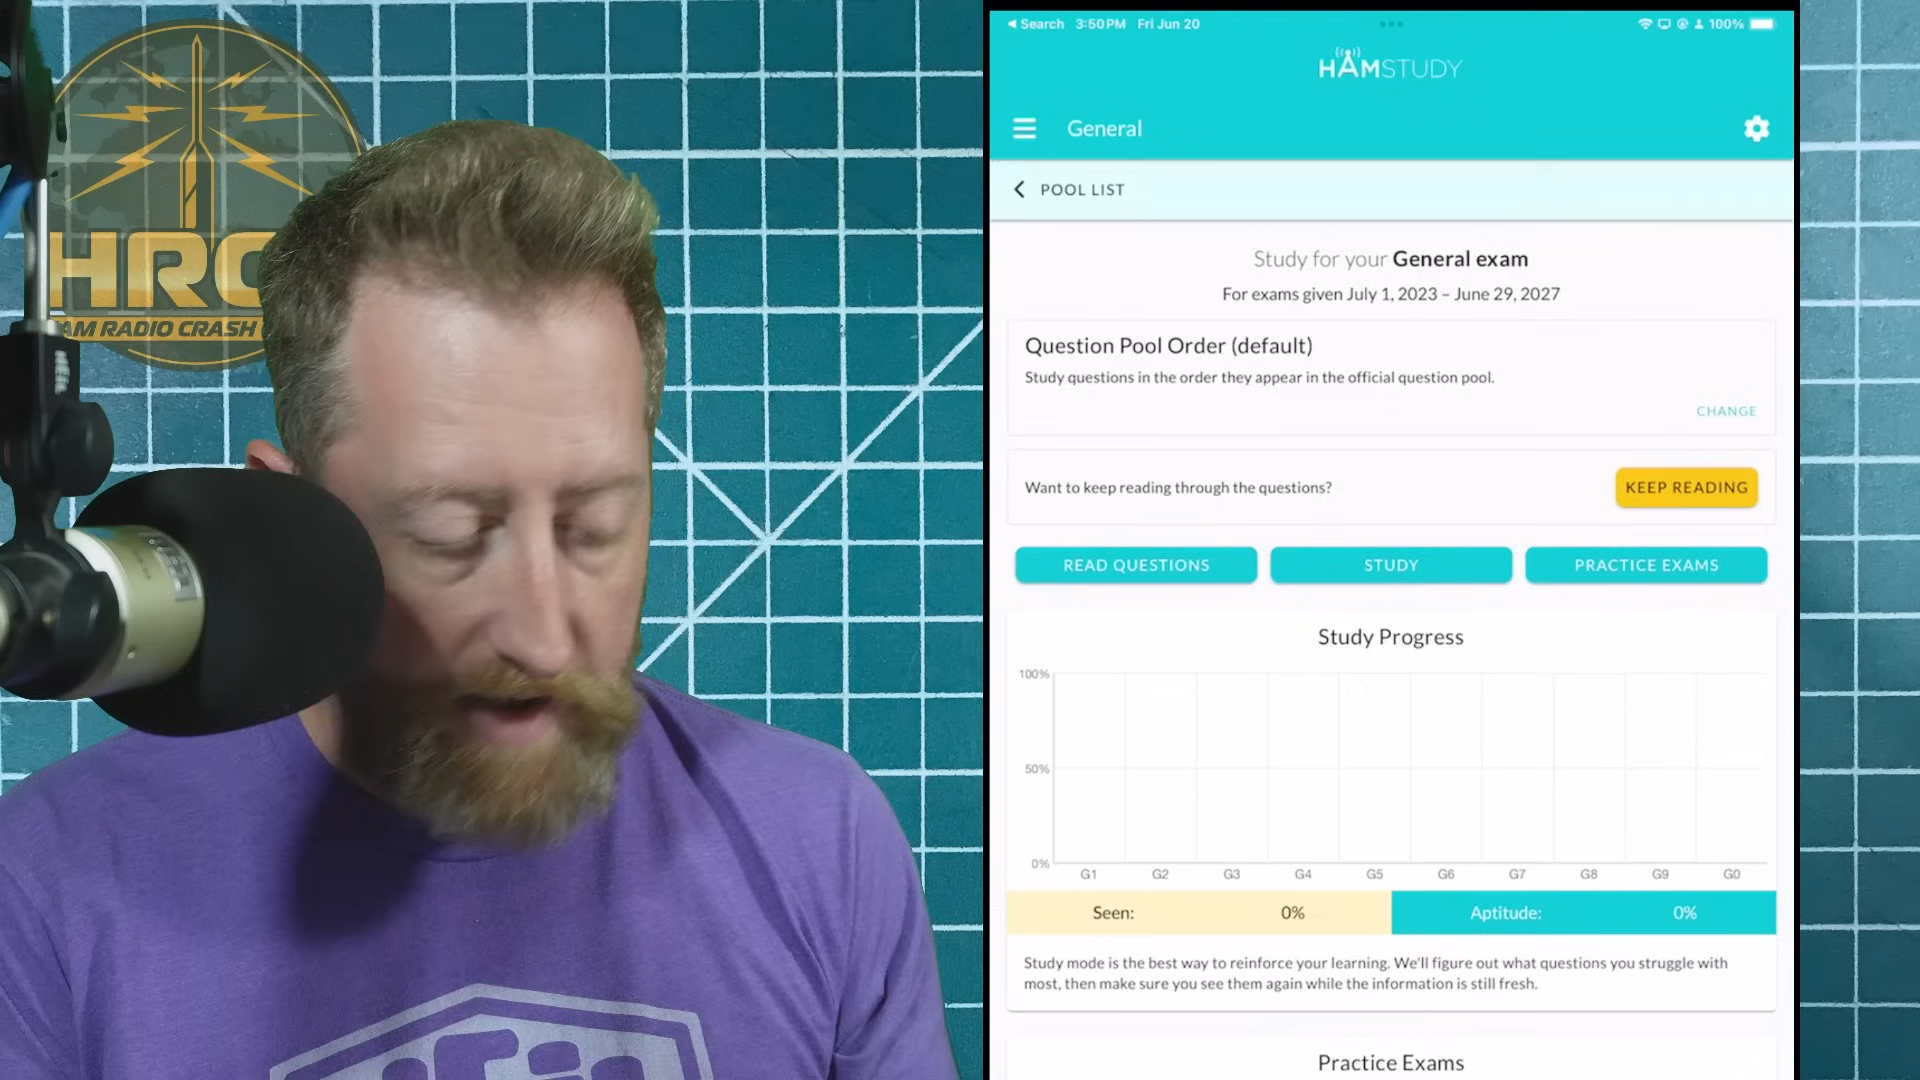 HRC
HAM RADIO CRASH
Search 3:50 PM Fri Jun 20
100%
HAMSTUDY
General
POOL LIST
Study for your General exam
For exams given July 1, 2023 – June 29, 2027
Question Pool Order (default)
Study questions in the order they appear in the official question pool.
CHANGE
Want to keep reading through the questions?
KEEP READING
READ QUESTIONS
STUDY
PRACTICE EXAMS
Study Progress
100%
50%
0%
G1 G2 G3 G4 G5 G6 G7 G8 G9 G0
Seen: 0%
Aptitude: 0%
Study mode is the best way to reinforce your learning. We'll figure out what questions you struggle with
most, then make sure you see them again while the information is still fresh.
Practice Exams